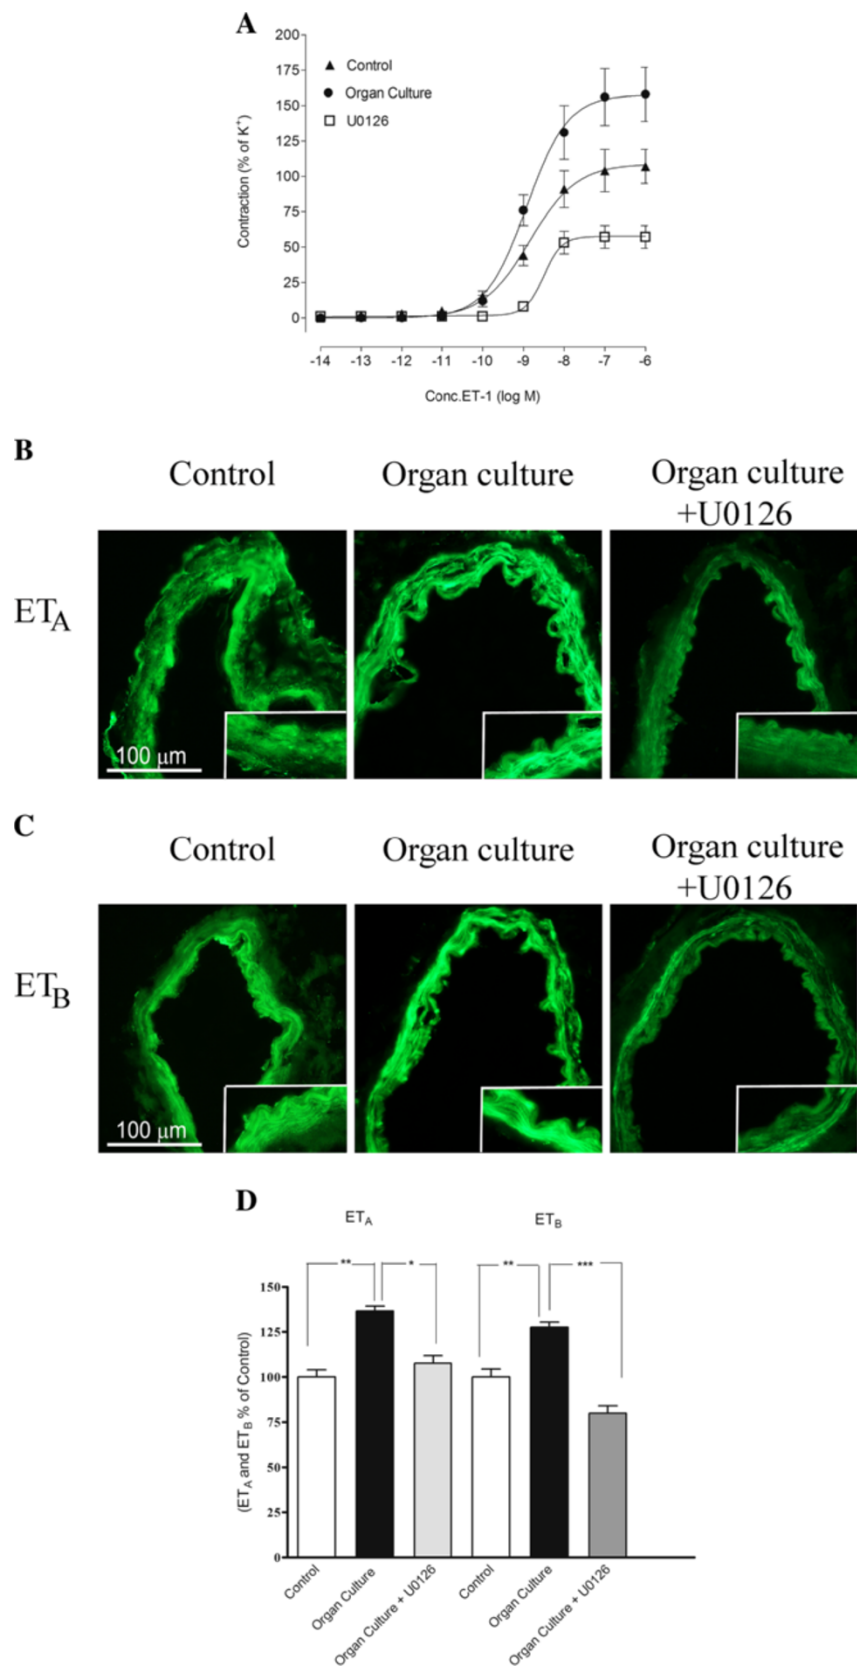 A
200
175
150
125
100
75
50
25
0
Contraction (% of K⁺)
Control
Organ Culture
U0126
-14 -13 -12 -11 -10 -9 -8 -7 -6
Conc.ET-1 (log M)
B
Control Organ culture Organ culture
+U0126
ETA
100 µm
C
Control Organ culture Organ culture
+U0126
ETB
100 µm
D
ETA ETB
** * ** ***
150
125
100
75
50
25
0
(ETA and ETB % of Control)
Control
Organ Culture
Organ Culture + U0126
Control
Organ Culture
Organ Culture + U0126